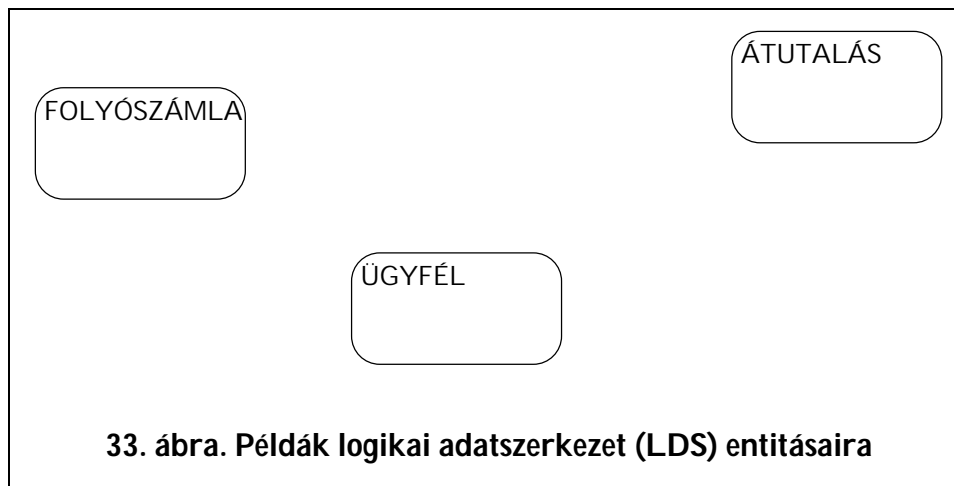 ÁTUTALÁS
FOLYÓSZÁMLA
ÜGYFÉL
33. ábra. Példák logikai adatszerkezet (LDS) entitásaira